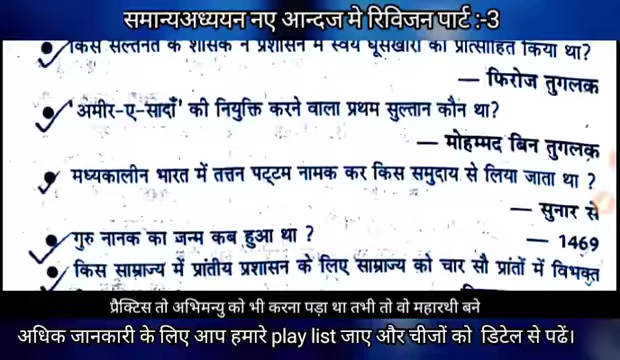 समान्यअध्ययन नए आन्दज मे रिविजन पार्ट :-3
किस सल्तनत के शासक ने प्रशासन में स्वयं घूसखोरी को प्रोत्साहित किया था?
— फिरोज तुगलक
'अमीर-ए-सादाँ' की नियुक्ति करने वाला प्रथम सुल्तान कौन था?
— मोहम्मद बिन तुगलक
मध्यकालीन भारत में तत्तन पट्टम नामक कर किस समुदाय से लिया जाता था ?
— सुनार से
गुरु नानक का जन्म कब हुआ था ?
— 1469
किस साम्राज्य में प्रांतीय प्रशासन के लिए साम्राज्य को चार सौ प्रांतों में विभक्त
प्रैक्टिस तो अभिमन्यु को भी करना पड़ा था तभी तो वो महारथी बने
अधिक जानकारी के लिए आप हमारे play list जाए और चीजों को डिटेल से पढें।